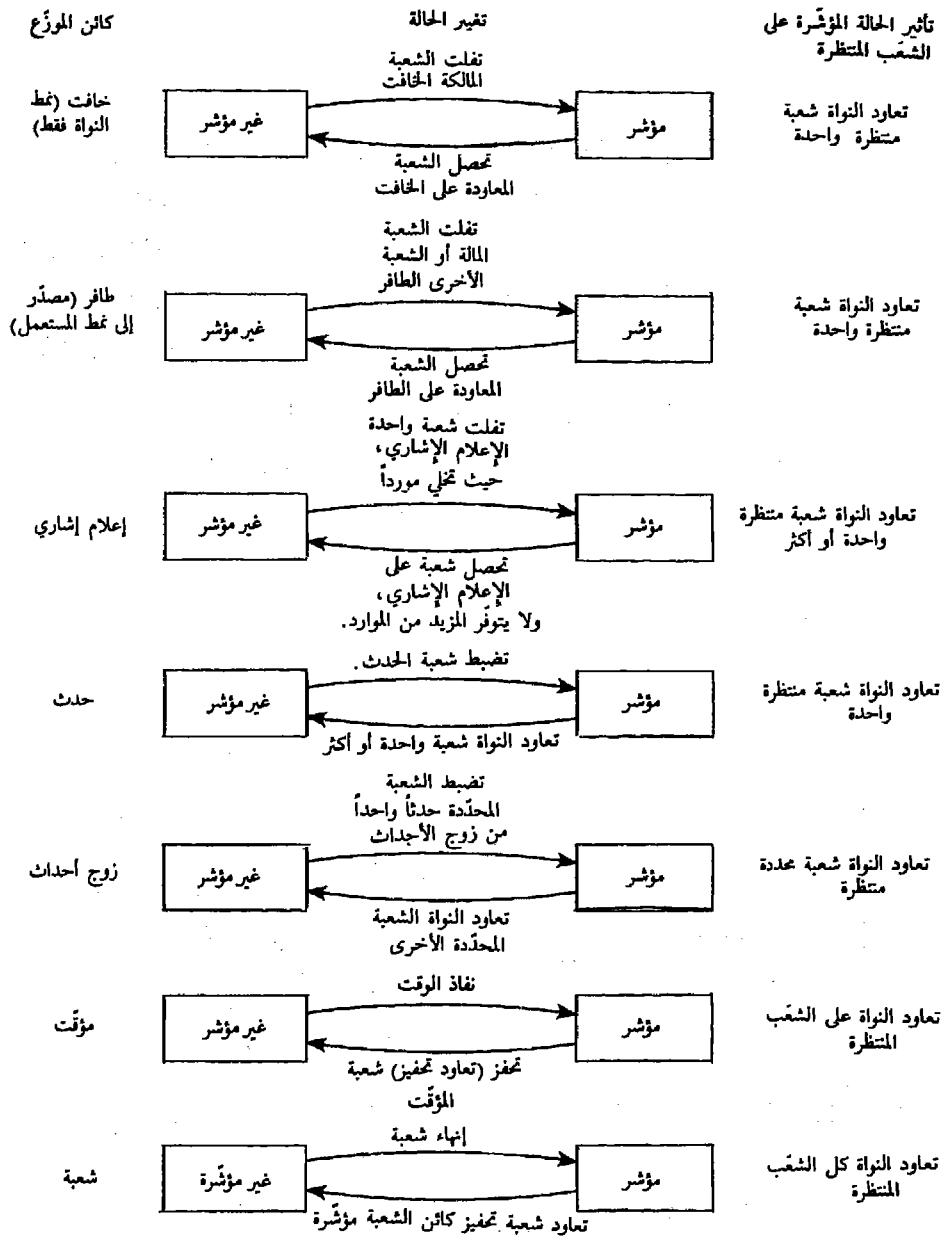 تأثير الحالة المؤشّرة على
الشعَب المنتظرة
تغيير الحالة
كائن الموزّع
تعاود النواة شعبة
منتظرة واحدة
مؤشر
تفلت الشعبة
المالكة الخافت
تحصل الشعبة
المعاودة على الخافت
غير مؤشر
خافت (نمط
النواة فقط)
تعاود النواة شعبة
منتظرة واحدة
مؤشر
تفلت الشعبة
المالة أو الشعبة
الأخرى الطافر
تحصل الشعبة
المعاودة على الطافر
غير مؤشر
طافر (مصدّر
إلى نمط المستعمل)
تعاود النواة شعبة منتظرة
واحدة أو أكثر
مؤشر
تفلت شعبة واحدة
الإعلام الإشاري،
حيث تخلي مورداً
تحصل شعبة على
الإعلام الإشاري،
ولا يتوفّر المزيد من الموارد.
غير مؤشر
إعلام إشاري
تعاود النواة شعبة منتظرة
واحدة
مؤشر
تضبط شعبة الحدث.
تعاود النواة شعبة واحدة أو أكثر
غير مؤشر
حدث
تعاود النواة شعبة محددة
منتظرة
مؤشر
تضبط الشعبة
المحدّدة حدثاً واحداً
من زوج الأحداث
تعاود النواة الشعبة
المحدّدة الأخرى
غير مؤشر
زوج أحداث
تعاود النواة على الشعَب
المنتظرة
مؤشر
نفاذ الوقت
تحفز (تعاود تحفيز) شعبة
المؤقّت
غير مؤشر
مؤقّت
تعاود النواة كل الشعَب
المنتظرة
مؤشر
إنهاء شعبة
تعاود شعبة تحفيز كائن الشعبة مؤشّرة
غير مؤشّرة
شعبة